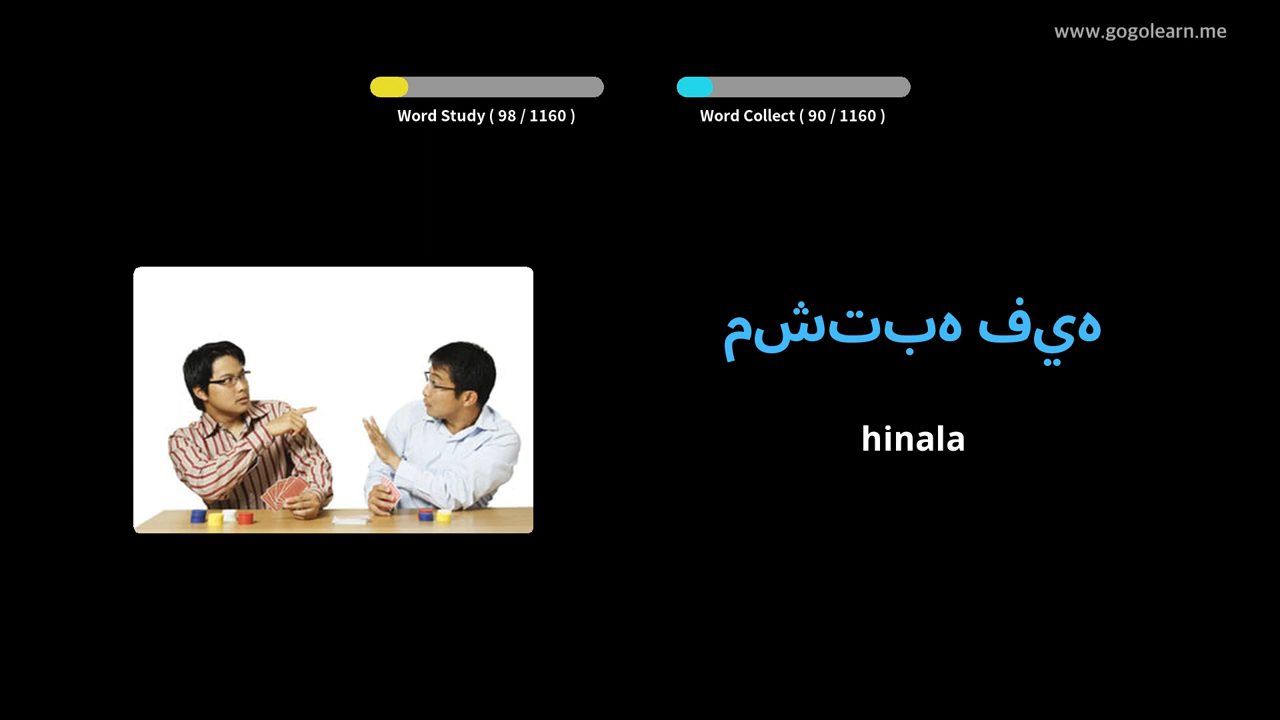 www.gogolearn.me
Word Study ( 98 / 1160 )
Word Collect ( 90 / 1160 )
مشتبه فيه
hinala